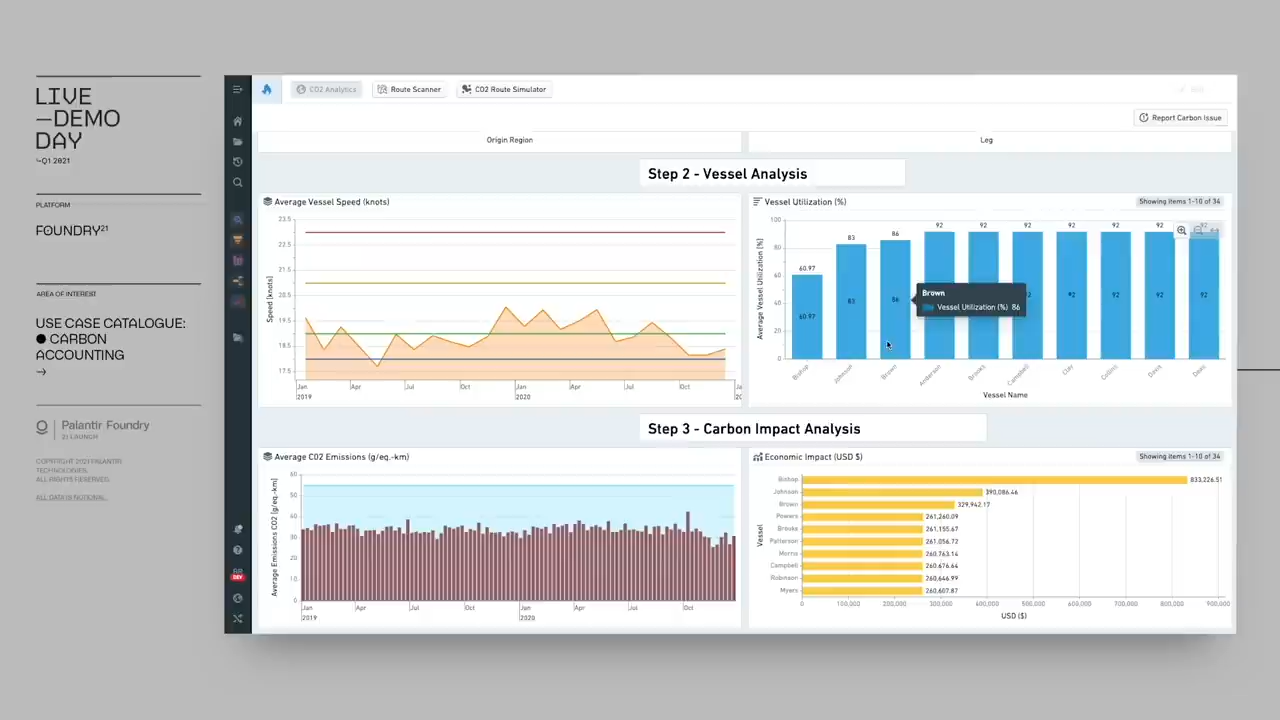 LIVE
—DEMO
DAY
↳Q1 2021
PLATFORM
FOUNDRY21
AREA OF INTEREST
USE CASE CATALOGUE:
● CARBON
ACCOUNTING
→
Palantir Foundry
21 LAUNCH
COPYRIGHT 2021 PALANTIR
TECHNOLOGIES.
ALL RIGHTS RESERVED.
ALL DATA IS NOTIONAL.
CO2 Analytics
Route Scanner
CO2 Route Simulator
Report Carbon Issue
Origin Region
Leg
Step 2 - Vessel Analysis
Average Vessel Speed (knots)
Speed [knots]
23.5
22.5
21.5
19.5
18.5
17.5
Jan Apr Jul Oct Jan Apr Jul Oct
2019 2020
Vessel Utilization (%)
Showing items 1-10 of 34
Average Vessel Utilization [%]
100
80
60
40
20
0
60.97 83 86 92 92 92 92 92 92 92
60.97 83 86 92 92 92 92 92
Brown
Vessel Utilization (%) 86
Bishop Johnson Brown Anderson Brooks Campbell Clay Collins Davis
Vessel Name
Step 3 - Carbon Impact Analysis
Average CO2 Emissions (g/eq.-km)
Average Emissions CO2 [g/eq.-km]
60
50
40
30
20
10
0
Jan Apr Jul Oct Jan Apr Jul Oct
2019 2020
Economic Impact (USD $)
Showing items 1-10 of 34
Vessel
Bishop 833,226.51
Johnson 390,086.46
Brown 329,942.17
Powers 261,260.09
Brooks 261,155.67
Patterson 261,056.72
Morris 260,763.14
Campbell 260,676.64
Robinson 260,646.99
Myers 260,607.87
0 100,000 200,000 300,000 400,000 500,000 600,000 700,000 800,000 900,000
USD ($)
DEV